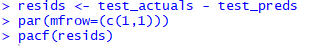 > resids <- test_actuals - test_preds
> par(mfrow=(c(1,1)))
> pacf(resids)